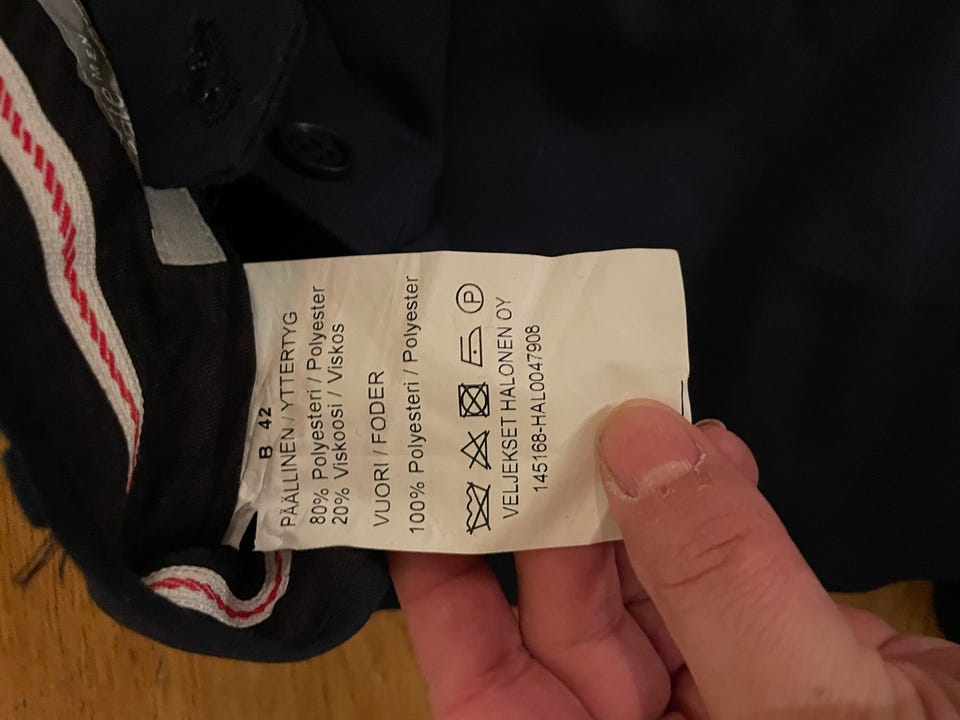 MEN
B 42
PÄÄLLINEN / YTTERTYG
80% Polyesteri / Polyester
20% Viskoosi / Viskos
VUORI / FODER
100% Polyesteri / Polyester
P
VELJEKSET HALONEN OY
145168-HAL0047908